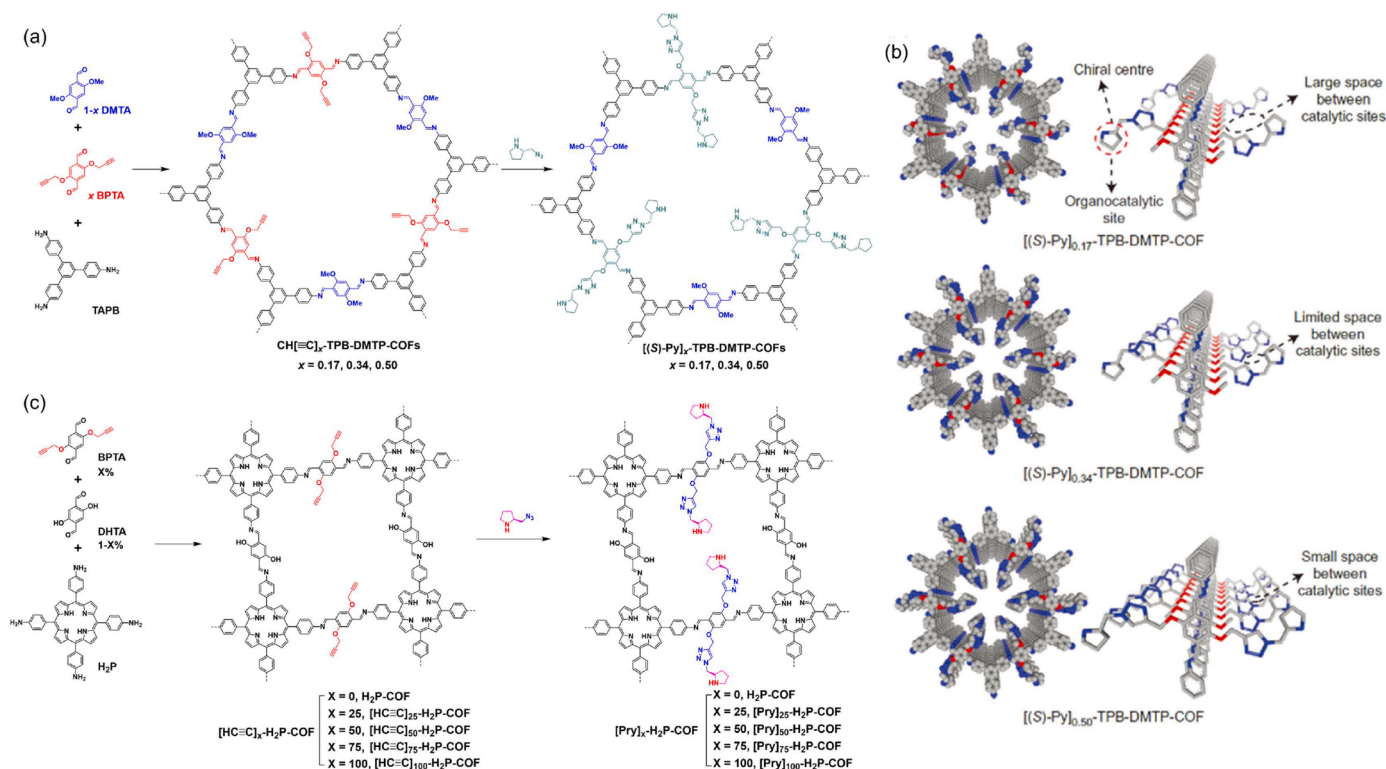 (a)
MeO
OMe
1-x DMTA
+
x BPTA
+
H₂N
NH₂
NH₂
TAPB
CH[≡C]ₓ-TPB-DMTP-COFs
x = 0.17, 0.34, 0.50
[(S)-Py]ₓ-TPB-DMTP-COFs
x = 0.17, 0.34, 0.50
(b)
Chiral centre
Organocatalytic
site
Large space
between
catalytic sites
[(S)-Py]₀.₁₇-TPB-DMTP-COF
Limited space
between
catalytic sites
[(S)-Py]₀.₃₄-TPB-DMTP-COF
Small space
between
catalytic sites
[(S)-Py]₀.₅₀-TPB-DMTP-COF
(c)
BPTA
X%
+
OH
HO
DHTA
1-X%
+
NH₂
H₂N
NH₂
NH₂
H₂P
[HC≡C]ₓ-H₂P-COF
X = 0, H₂P-COF
X = 25, [HC≡C]₂₅-H₂P-COF
X = 50, [HC≡C]₅₀-H₂P-COF
X = 75, [HC≡C]₇₅-H₂P-COF
X = 100, [HC≡C]₁₀₀-H₂P-COF
[Pry]ₓ-H₂P-COF
X = 0, H₂P-COF
X = 25, [Pry]₂₅-H₂P-COF
X = 50, [Pry]₅₀-H₂P-COF
X = 75, [Pry]₇₅-H₂P-COF
X = 100, [Pry]₁₀₀-H₂P-COF